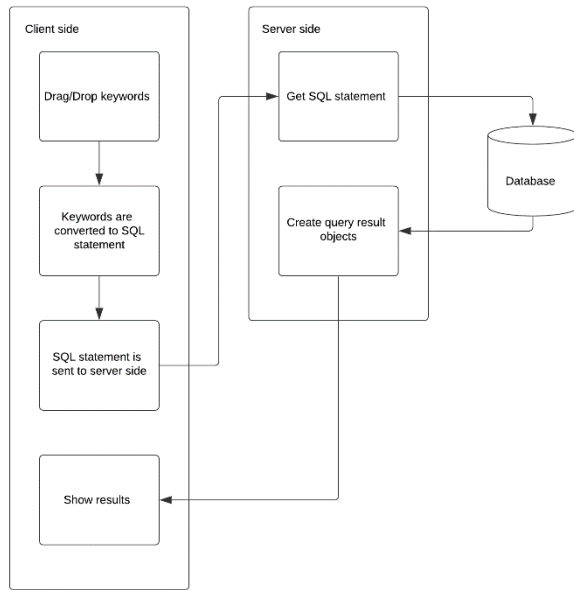 Client side
Drag/Drop keywords
Keywords are
converted to SQL
statement
SQL statement is
sent to server side
Show results
Server side
Get SQL statement
Create query result
objects
Database